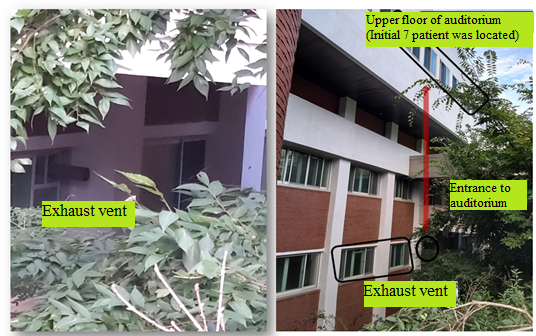 Exhaust vent
Upper floor of auditorium
(Initial 7 patient was located)
Entrance to
auditorium
Exhaust vent